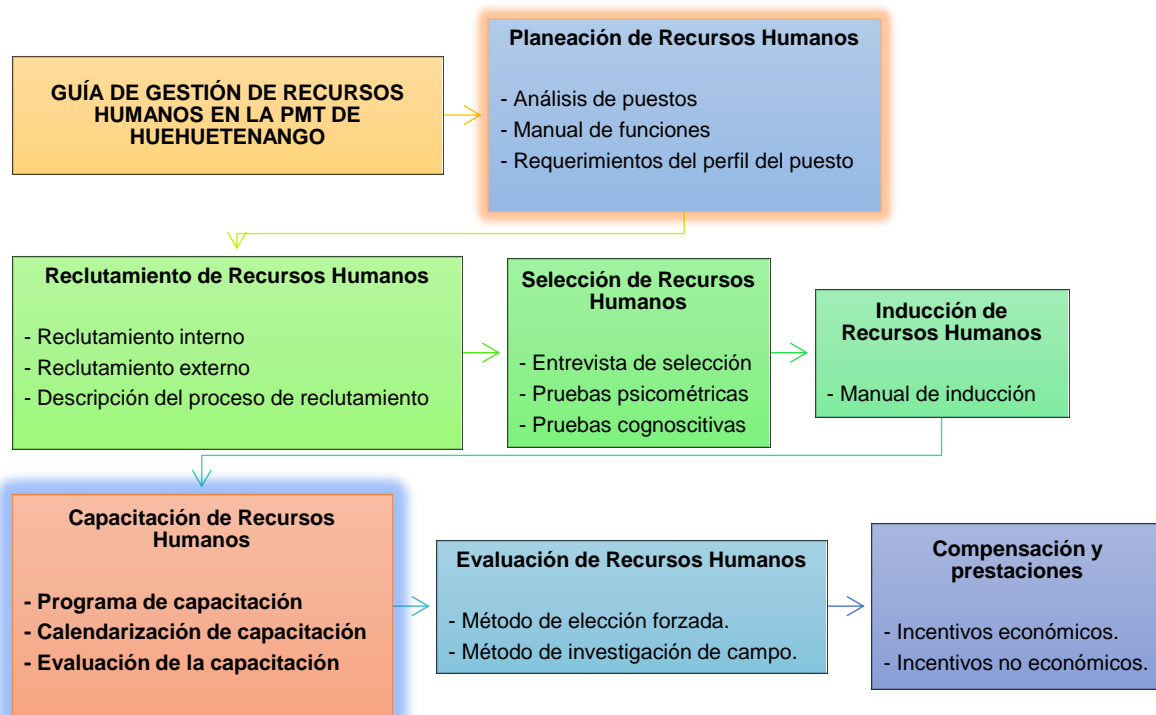 GUÍA DE GESTIÓN DE RECURSOS
HUMANOS EN LA PMT DE
HUEHUETENANGO
Planeación de Recursos Humanos
- Análisis de puestos
- Manual de funciones
- Requerimientos del perfil del puesto
Reclutamiento de Recursos Humanos
- Reclutamiento interno
- Reclutamiento externo
- Descripción del proceso de reclutamiento
Selección de Recursos
Humanos
- Entrevista de selección
- Pruebas psicométricas
- Pruebas cognoscitivas
Inducción de
Recursos Humanos
- Manual de inducción
Capacitación de Recursos
Humanos
- Programa de capacitación
- Calendarización de capacitación
- Evaluación de la capacitación
Evaluación de Recursos Humanos
- Método de elección forzada.
- Método de investigación de campo.
Compensación y
prestaciones
- Incentivos económicos.
- Incentivos no económicos.